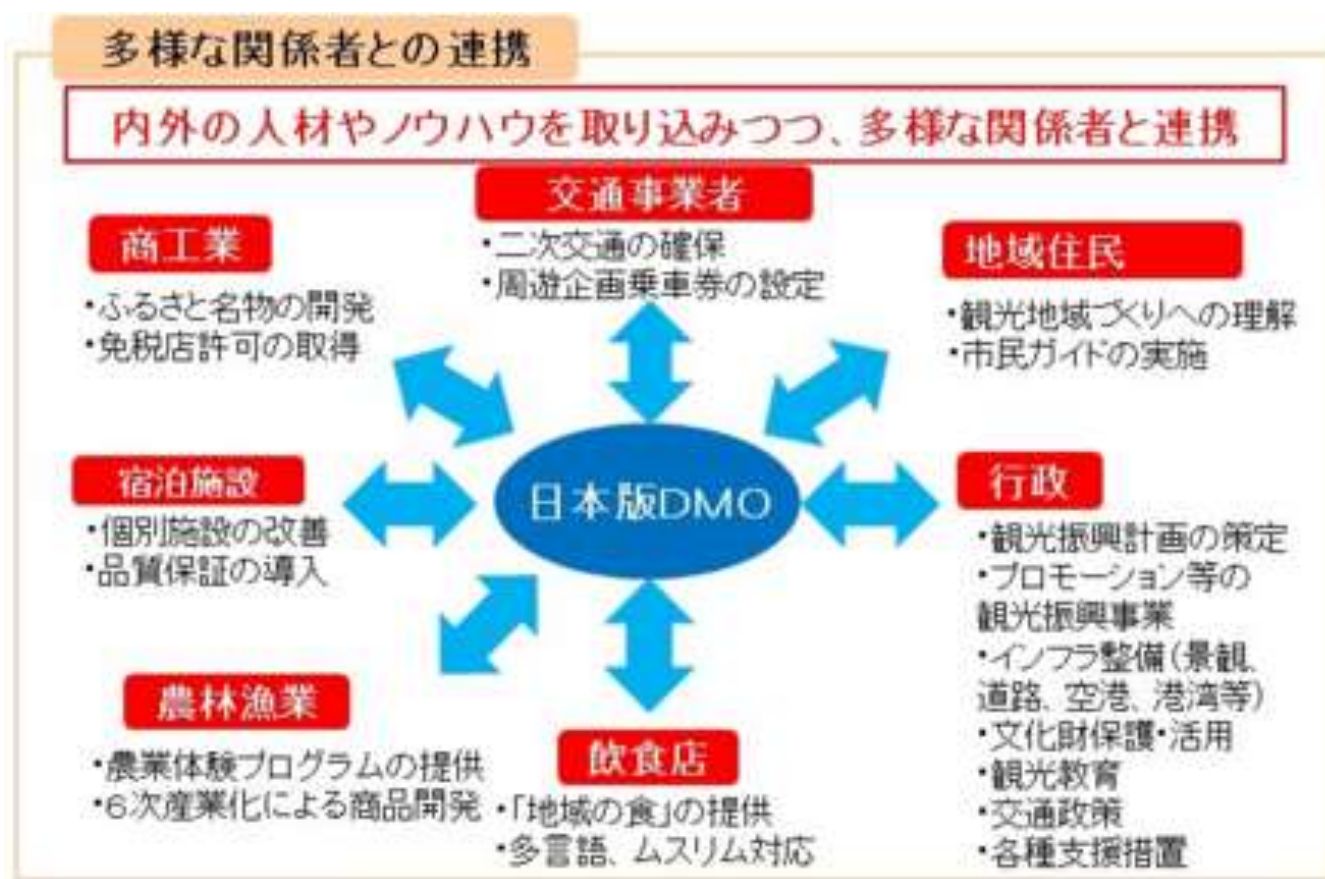 多様な関係者との連携
内外の人材やノウハウを取り込みつつ、多様な関係者と連携
交通事業者
・二次交通の確保
・周遊企画乗車券の設定
商工業
・ふるさと名物の開発
・免税店許可の取得
地域住民
・観光地域づくりへの理解
・市民ガイドの実施
宿泊施設
・個別施設の改善
・品質保証の導入
日本版DMO
行政
・観光振興計画の策定
・プロモーション等の
観光振興事業
・インフラ整備(景観、
道路、空港、港湾等)
・文化財保護・活用
・観光教育
・交通政策
・各種支援措置
農林漁業
・農業体験プログラムの提供
・6次産業化による商品開発
飲食店
・「地域の食」の提供
・多言語、ムスリム対応